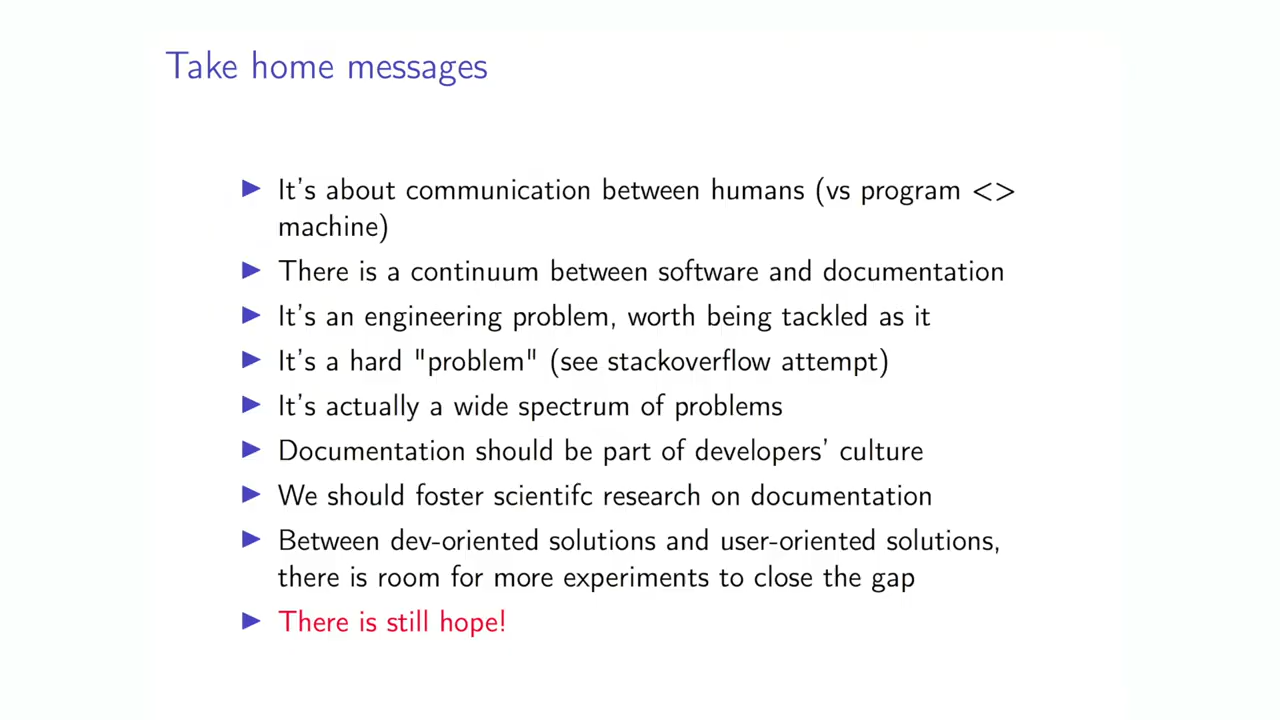 Take home messages
It's about communication between humans (vs program <>
machine)
There is a continuum between software and documentation
It's an engineering problem, worth being tackled as it
It's a hard "problem" (see stackoverflow attempt)
It's actually a wide spectrum of problems
Documentation should be part of developers' culture
We should foster scientifc research on documentation
Between dev-oriented solutions and user-oriented solutions,
there is room for more experiments to close the gap
There is still hope!